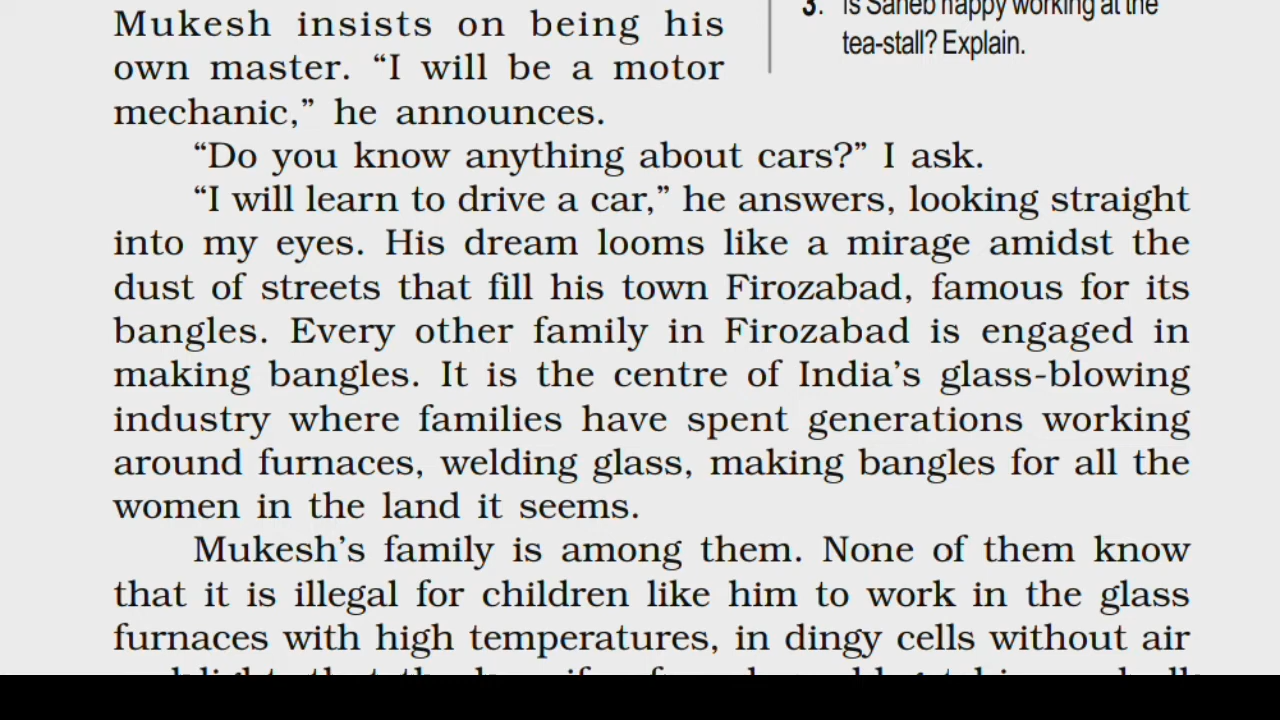 Mukesh insists on being his
own master. “I will be a motor
mechanic,” he announces.
3. Is Saheb happy working at the
tea-stall? Explain.
“Do you know anything about cars?” I ask.
“I will learn to drive a car,” he answers, looking straight
into my eyes. His dream looms like a mirage amidst the
dust of streets that fill his town Firozabad, famous for its
bangles. Every other family in Firozabad is engaged in
making bangles. It is the centre of India’s glass-blowing
industry where families have spent generations working
around furnaces, welding glass, making bangles for all the
women in the land it seems.
Mukesh’s family is among them. None of them know
that it is illegal for children like him to work in the glass
furnaces with high temperatures, in dingy cells without air